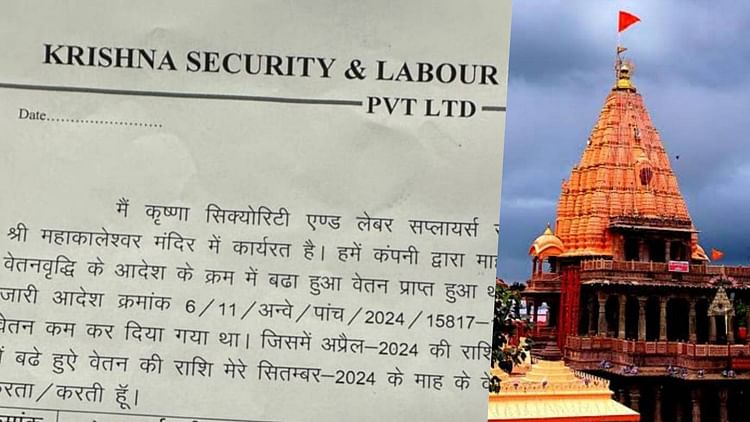 KRISHNA SECURITY & LABOUR
PVT LTD
Date........................
मैं कृष्णा सिक्योरिटी एण्ड लेबर सप्लायर्स
श्री महाकालेश्वर मंदिर में कार्यरत है। हमें कंपनी द्वारा
वेतनवृद्धि के आदेश के क्रम में बढा हुआ वेतन प्राप्त हुआ
जारी आदेश क्रमांक 6/11/अन्वे/पांच/2024/15817-
वेतन कम कर दिया गया था। जिसमें अप्रैल-2024 की राशि
बढे हुऐ वेतन की राशि मेरे सितम्बर-2024 के माह के
करता/करती हूॅं।